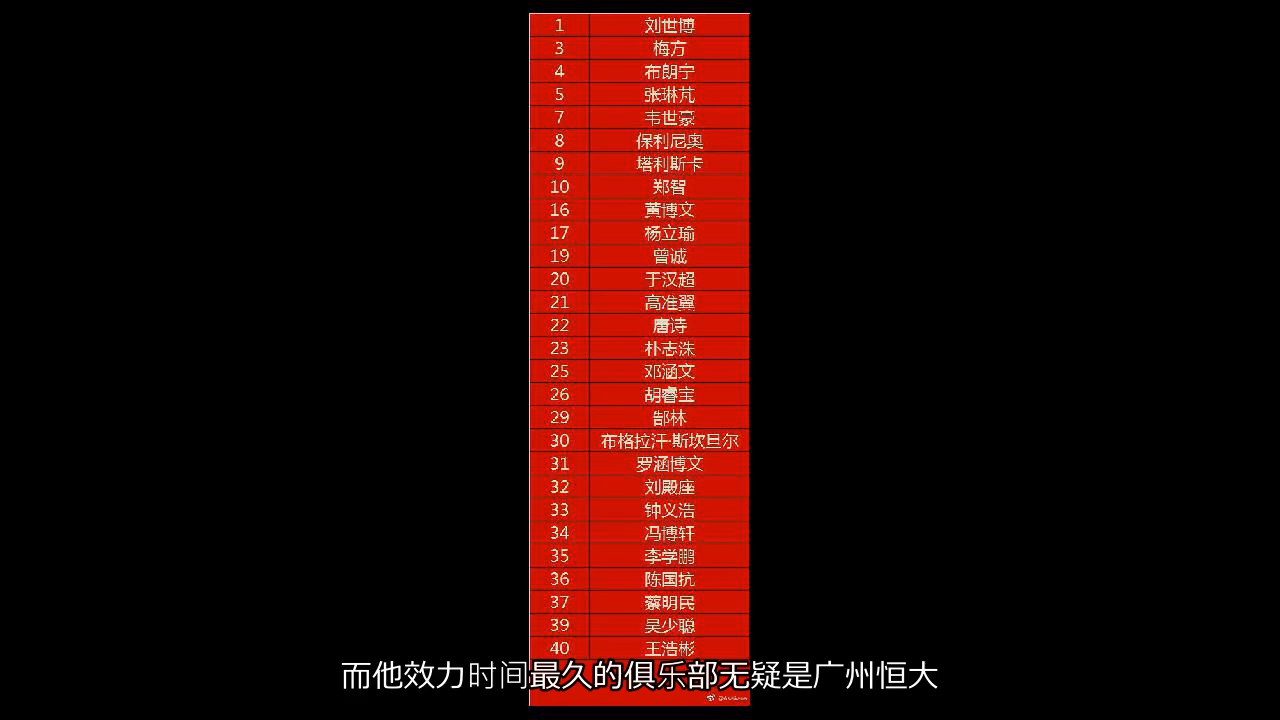 1 刘世博
3 梅方
4 布朗宁
5 张琳芃
7 韦世豪
8 保利尼奥
9 塔利斯卡
10 郑智
16 黄博文
17 杨立瑜
19 曾诚
20 于汉超
21 高准翼
22 唐诗
23 朴志洙
25 邓涵文
26 胡睿宝
29 郜林
30 布格拉汗·斯坎旦尔
31 罗涵博文
32 刘殿座
33 钟义浩
34 冯博轩
35 李学鹏
36 陈国抗
37 蔡明民
39 吴少聪
40 王浩彬
而他效力时间最久的俱乐部无疑是广州恒大